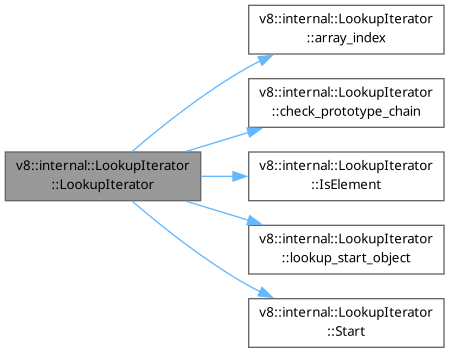 v8::internal::LookupIterator
::LookupIterator
v8::internal::LookupIterator
::array_index
v8::internal::LookupIterator
::check_prototype_chain
v8::internal::LookupIterator
::IsElement
v8::internal::LookupIterator
::lookup_start_object
v8::internal::LookupIterator
::Start